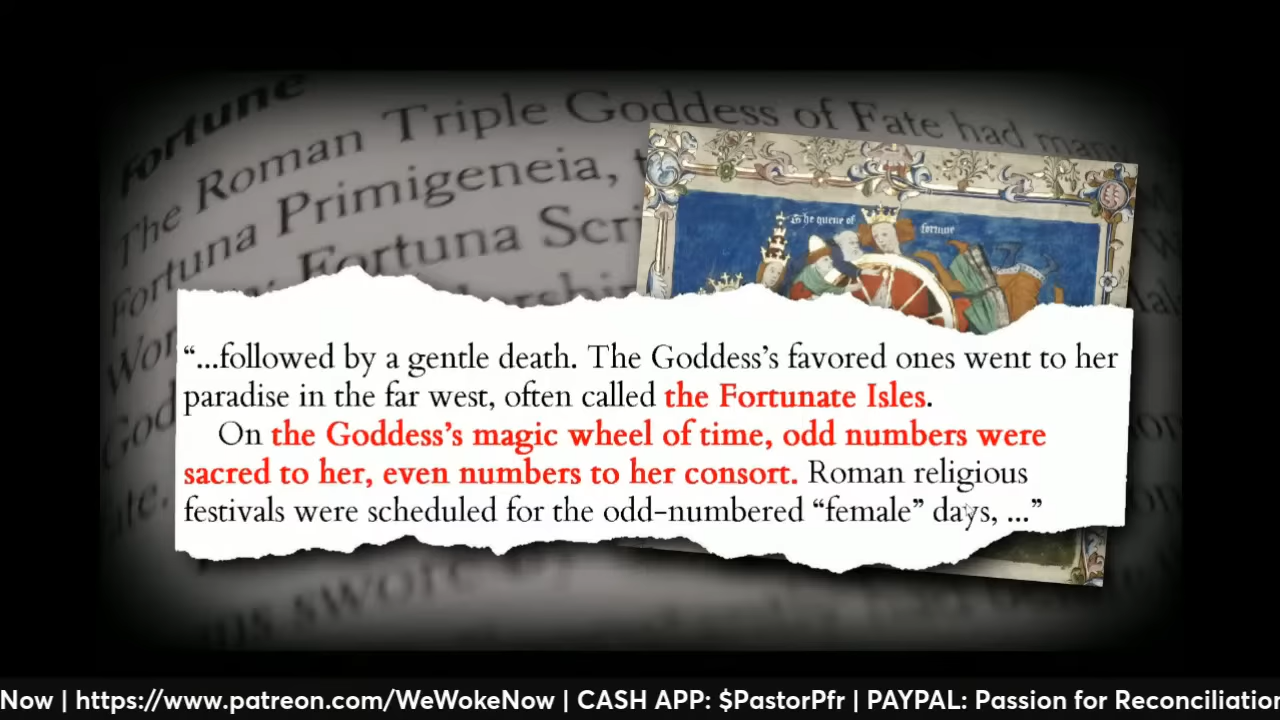 Fortune
The Roman Triple Goddess of Fate had many
Fortuna Primigeneia,
Fortuna Scri
The quene of fortune
“...followed by a gentle death. The Goddess’s favored ones went to her
paradise in the far west, often called the Fortunate Isles.
On the Goddess’s magic wheel of time, odd numbers were
sacred to her, even numbers to her consort. Roman religious
festivals were scheduled for the odd-numbered “female” days, ...”
swore
Now | https://www.patreon.com/WeWokeNow | CASH APP: $PastorPfr | PAYPAL: Passion for Reconciliation